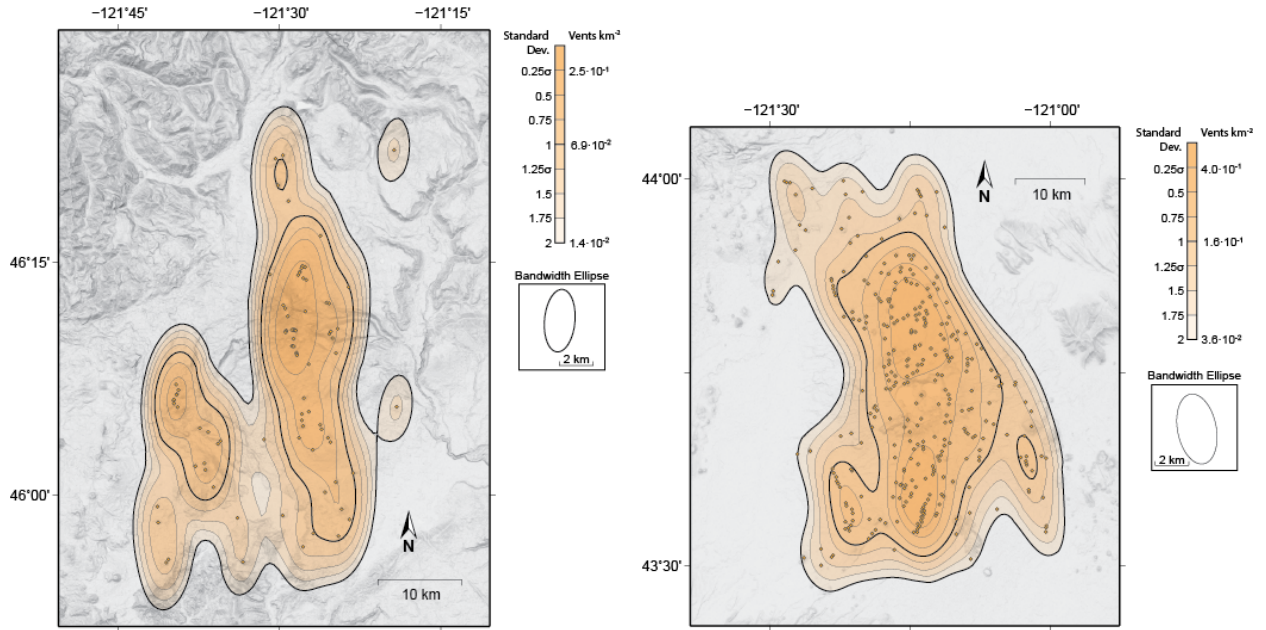 −121°45' −121°30' −121°15'
46°15'
46°00'
N
10 km
Standard Dev. Vents km⁻²
0.25σ 2.5·10⁻¹
0.5
0.75
1 6.9·10⁻²
1.25σ
1.5
1.75
2 1.4·10⁻²
Bandwidth Ellipse
2 km
−121°30' −121°00'
44°00'
43°30'
N
10 km
Standard Dev. Vents km⁻²
0.25σ 4.0·10⁻¹
0.5
0.75
1 1.6·10⁻¹
1.25σ
1.5
1.75
2 3.6·10⁻²
Bandwidth Ellipse
2 km